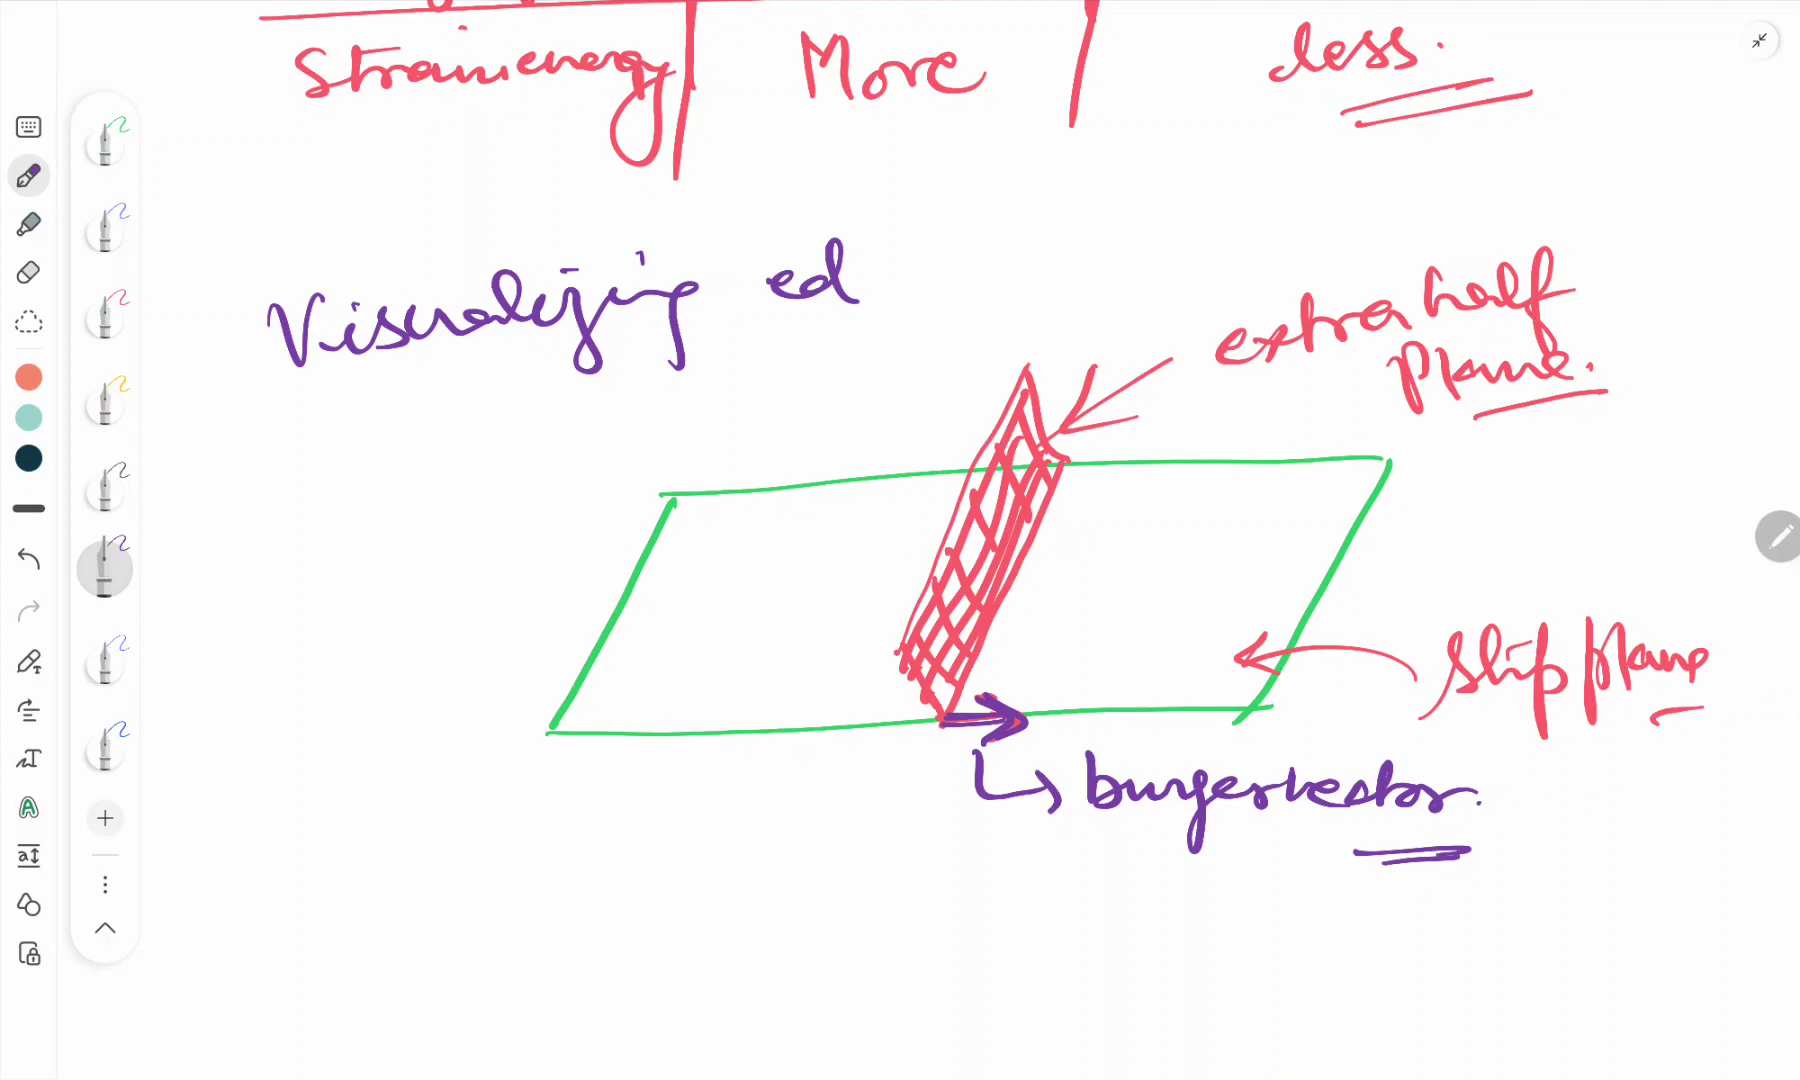 Strain energy More less.
Visualizing ed
extra half
plane.
slip plane
burger vector.